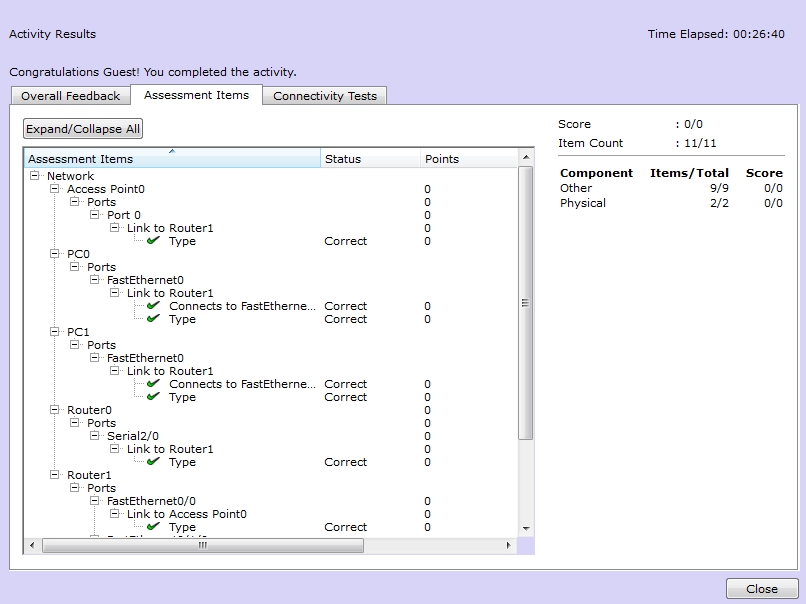 Activity Results
Time Elapsed: 00:26:40
Congratulations Guest! You completed the activity.
Overall Feedback
Assessment Items
Connectivity Tests
Expand/Collapse All
Assessment Items Status Points
Network
Access Point0 0
Ports 0
Port 0 0
Link to Router1 0
Type Correct 0
PC0
Ports
FastEthernet0
Link to Router1
Connects to FastEtherne... Correct 0
Type Correct 0
PC1
Ports
FastEthernet0
Link to Router1
Connects to FastEtherne... Correct 0
Type Correct 0
Router0 0
Ports 0
Serial2/0 0
Link to Router1 0
Type Correct 0
Router1
Ports
FastEthernet0/0 0
Link to Access Point0 0
Type Correct 0
Score : 0/0
Item Count : 11/11
Component Items/Total Score
Other 9/9 0/0
Physical 2/2 0/0
Close